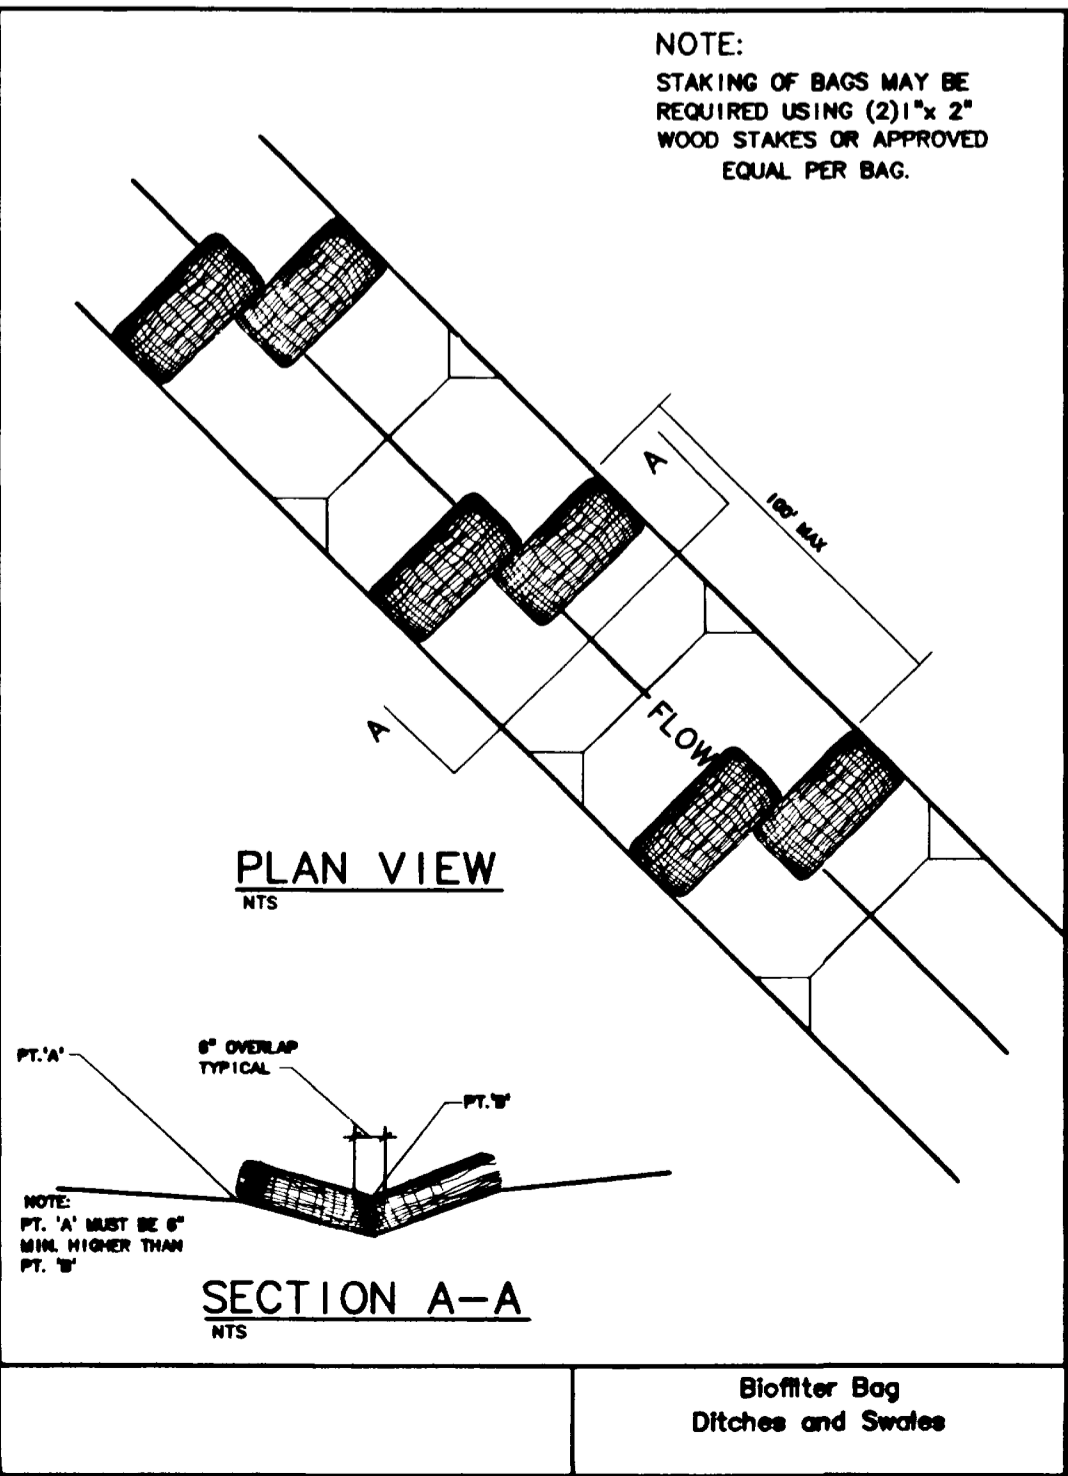 NOTE:
STAKING OF BAGS MAY BE
REQUIRED USING (2)1"x 2"
WOOD STAKES OR APPROVED
EQUAL PER BAG.
A
100' MAX
A
FLOW
PLAN VIEW
NTS
PT.'A'
6" OVERLAP
TYPICAL
PT.'B'
NOTE:
PT. 'A' MUST BE 6"
MIN. HIGHER THAN
PT. 'B'
SECTION A-A
NTS
Biofilter Bag
Ditches and Swales